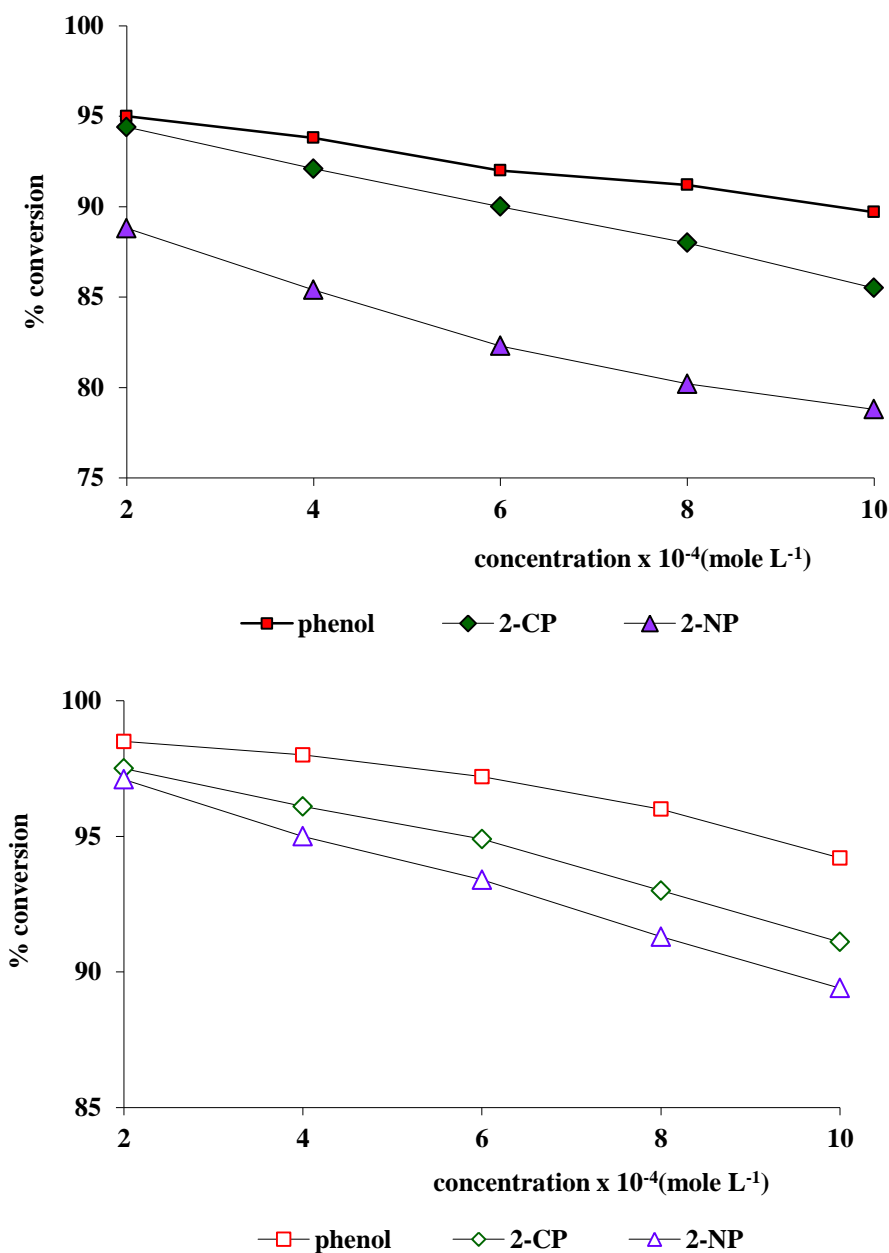 100
95
90
85
80
75
% conversion
2 4 6 8 10
concentration x 10⁻⁴(mole L⁻¹)
phenol 2-CP 2-NP
100
95
90
85
% conversion
2 4 6 8 10
concentration x 10⁻⁴(mole L⁻¹)
phenol 2-CP 2-NP